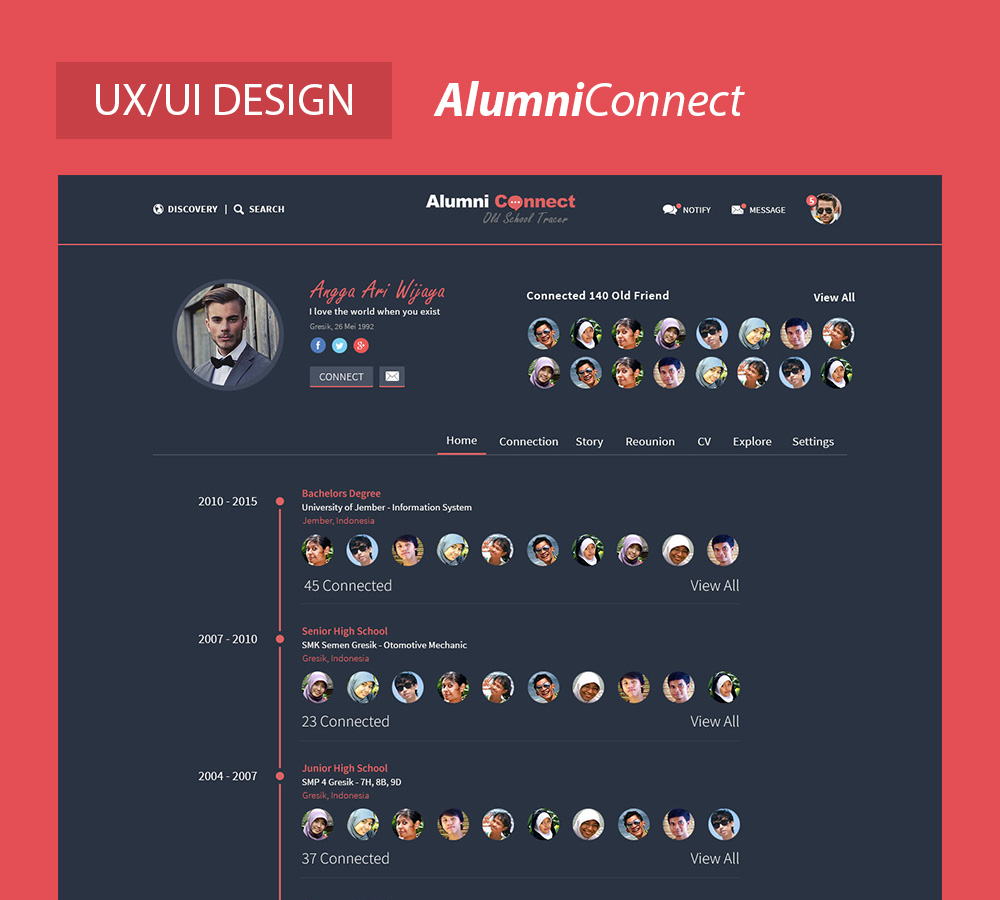 UX/UI DESIGN
AlumniConnect
DISCOVERY | SEARCH
Alumni Connect
Old School Tracer
NOTIFY
MESSAGE
5
Angga Ari Wijaya
I love the world when you exist
Gresik, 26 Mei 1992
f
g+
CONNECT
Connected 140 Old Friend
View All
Home
Connection
Story
Reounion
CV
Explore
Settings
2010 - 2015
Bachelors Degree
University of Jember - Information System
Jember, Indonesia
45 Connected
View All
2007 - 2010
Senior High School
SMK Semen Gresik - Otomotive Mechanic
Gresik, Indonesia
23 Connected
View All
2004 - 2007
Junior High School
SMP 4 Gresik - 7H, 8B, 9D
Gresik, Indonesia
37 Connected
View All